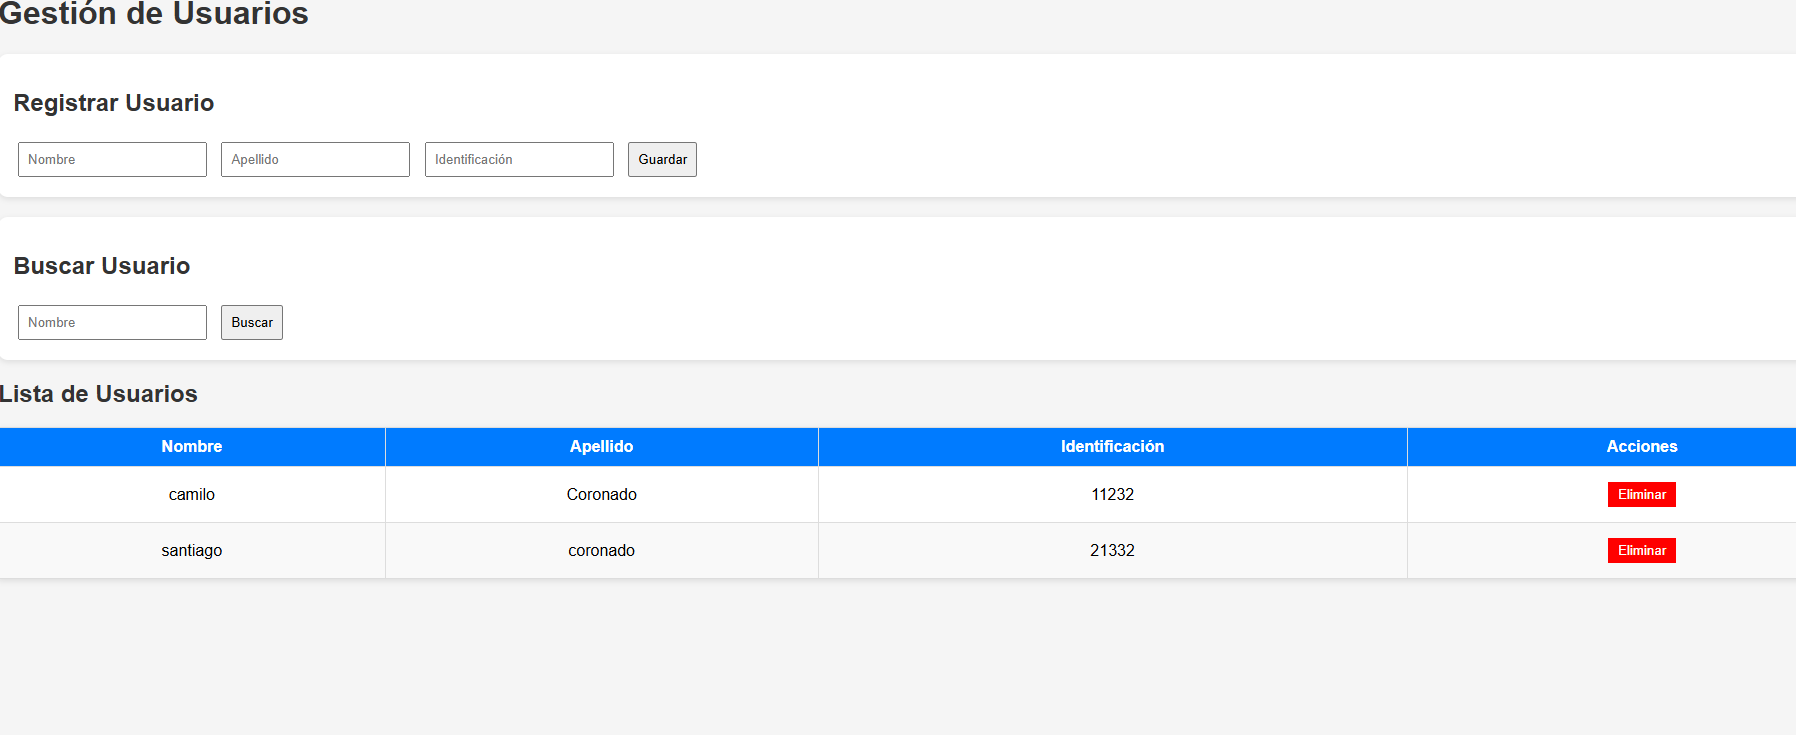 Gestión de Usuarios
Registrar Usuario
Nombre Apellido Identificación Guardar
Buscar Usuario
Nombre Buscar
Lista de Usuarios
Nombre Apellido Identificación Acciones
camilo Coronado 11232 Eliminar
santiago coronado 21332 Eliminar